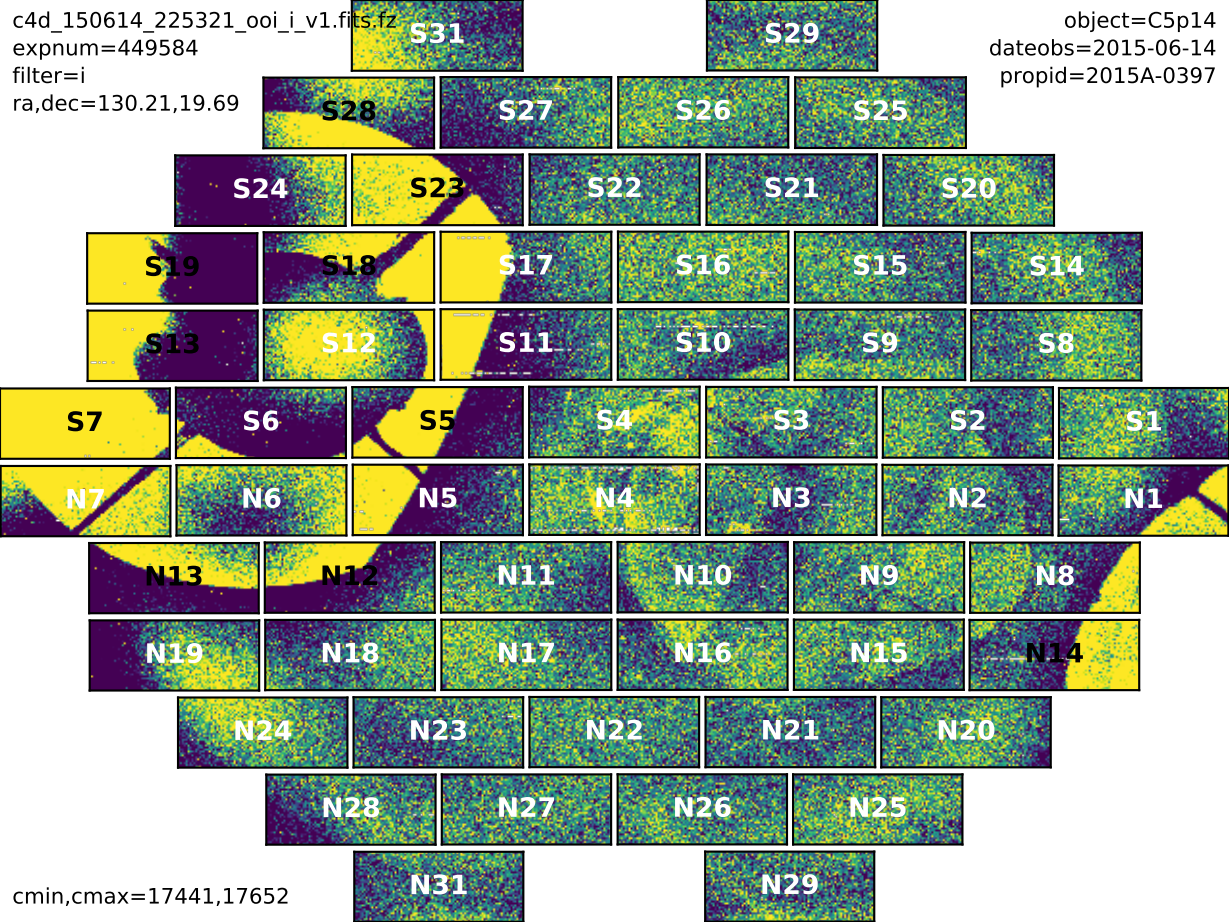 c4d_150614_225321_ooi_i_v1.fits.fz
expnum=449584
filter=i
ra,dec=130.21,19.69
object=C5p14
dateobs=2015-06-14
propid=2015A-0397
S31 S29
S28 S27 S26 S25
S24 S23 S22 S21 S20
S19 S18 S17 S16 S15 S14
S13 S12 S11 S10 S9 S8
S7 S6 S5 S4 S3 S2 S1
N7 N6 N5 N4 N3 N2 N1
N13 N12 N11 N10 N9 N8
N19 N18 N17 N16 N15 N14
N24 N23 N22 N21 N20
N28 N27 N26 N25
N31 N29
cmin,cmax=17441,17652